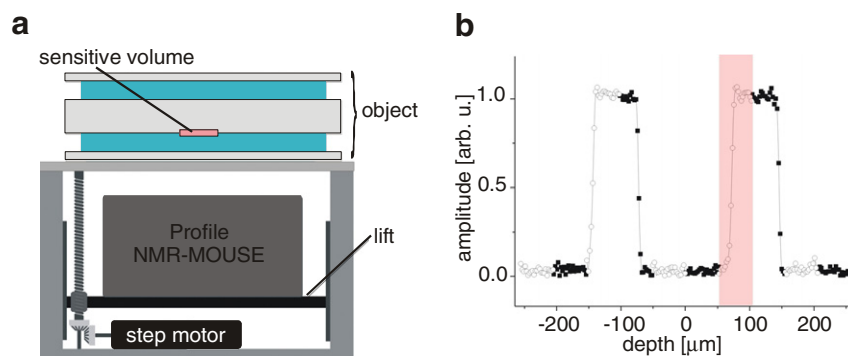 a
sensitive volume
object
Profile
NMR-MOUSE
lift
step motor
b
amplitude [arb. u.]
1.0
0.5
0.0
-200 -100 0 100 200
depth [µm]